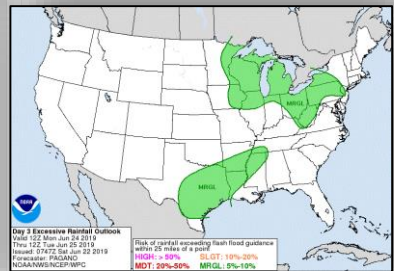 MRGL
MRGL
noaa
Day 3 Excessive Rainfall Outlook
Valid 12Z Mon Jun 24 2019
Thru 12Z Tue Jun 25 2019
Issued: 0747Z Sat Jun 22 2019
Forecaster: PAGANO
NOAA/NWS/NCEP/WPC
Risk of rainfall exceeding flash flood guidance
within 25 miles of a point
HIGH: > 50% SLGT: 10%-20%
MDT: 20%-50% MRGL: 5%-10%